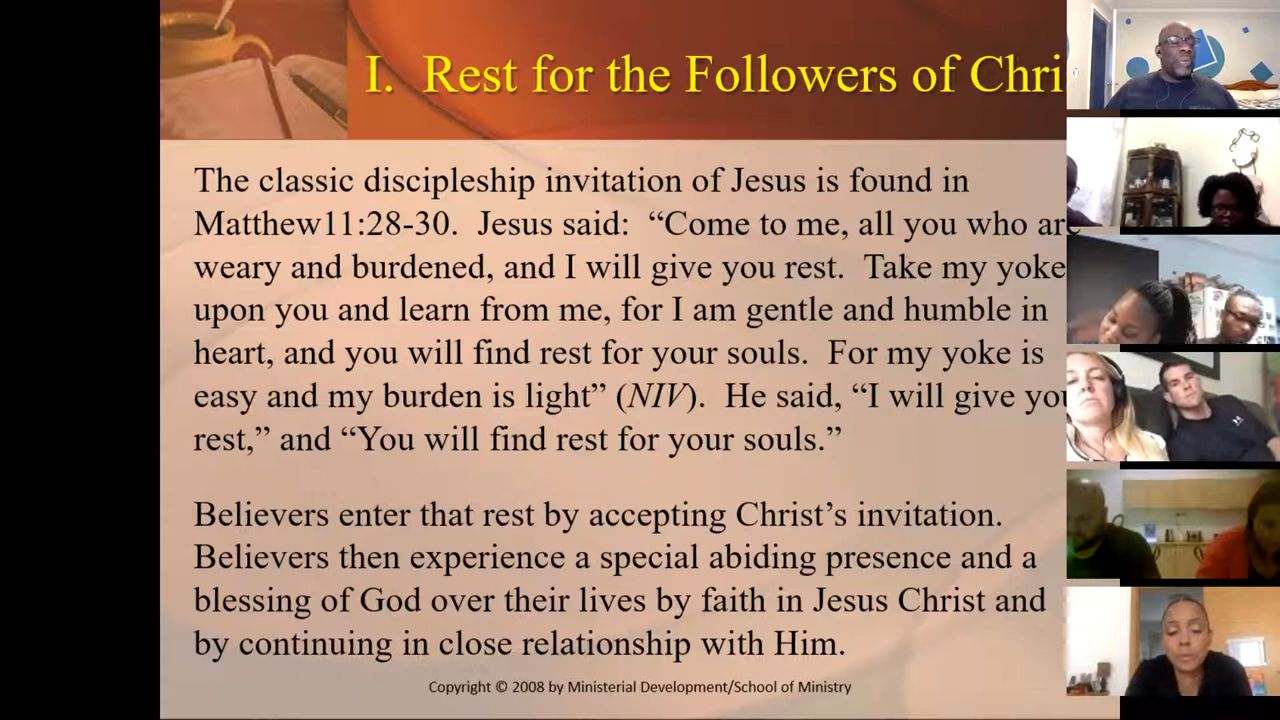 I. Rest for the Followers of Chri
The classic discipleship invitation of Jesus is found in
Matthew11:28-30. Jesus said: “Come to me, all you who are
weary and burdened, and I will give you rest. Take my yoke
upon you and learn from me, for I am gentle and humble in
heart, and you will find rest for your souls. For my yoke is
easy and my burden is light” (NIV). He said, “I will give you
rest,” and “You will find rest for your souls.”
Believers enter that rest by accepting Christ’s invitation.
Believers then experience a special abiding presence and a
blessing of God over their lives by faith in Jesus Christ and
by continuing in close relationship with Him.
Copyright © 2008 by Ministerial Development/School of Ministry